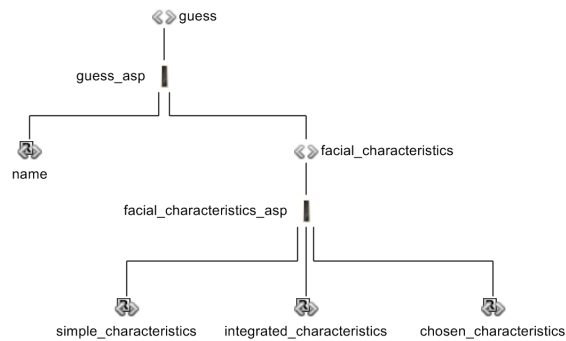 guess
guess_asp
name
facial_characteristics
facial_characteristics_asp
simple_characteristics
integrated_characteristics
chosen_characteristics